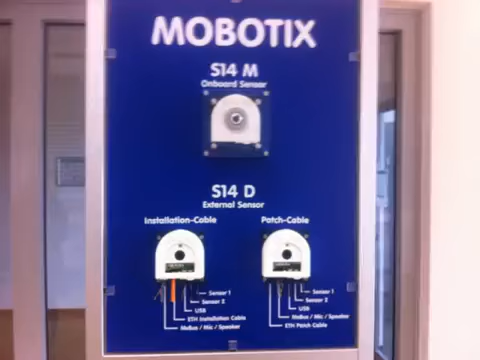 MOBOTIX
S14 M
Onboard Sensor
S14 D
External Sensor
Installation-Cable
Patch-Cable
Sensor 1
Sensor 2
USB
ETH Installation Cable
MxBus / Mic / Speaker
Sensor 1
Sensor 2
USB
MxBus / Mic / Speaker
ETH Patch Cable